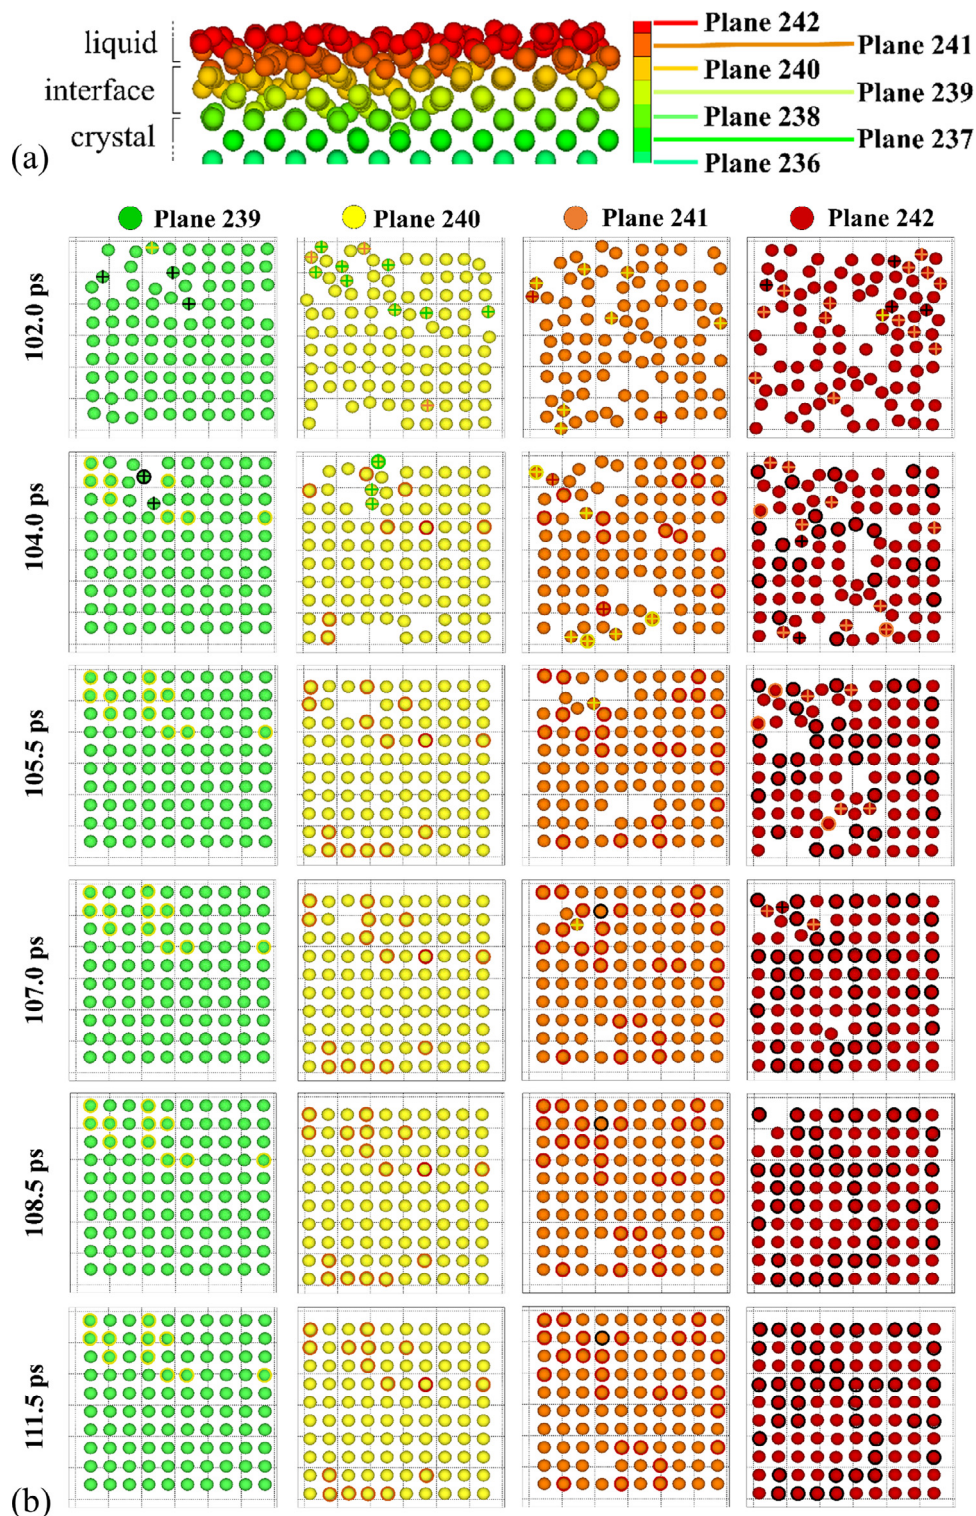 liquid
interface
crystal
(a)
Plane 242
Plane 241
Plane 240
Plane 239
Plane 238
Plane 237
Plane 236
Plane 239 Plane 240 Plane 241 Plane 242
102.0 ps
104.0 ps
105.5 ps
107.0 ps
108.5 ps
111.5 ps
(b)